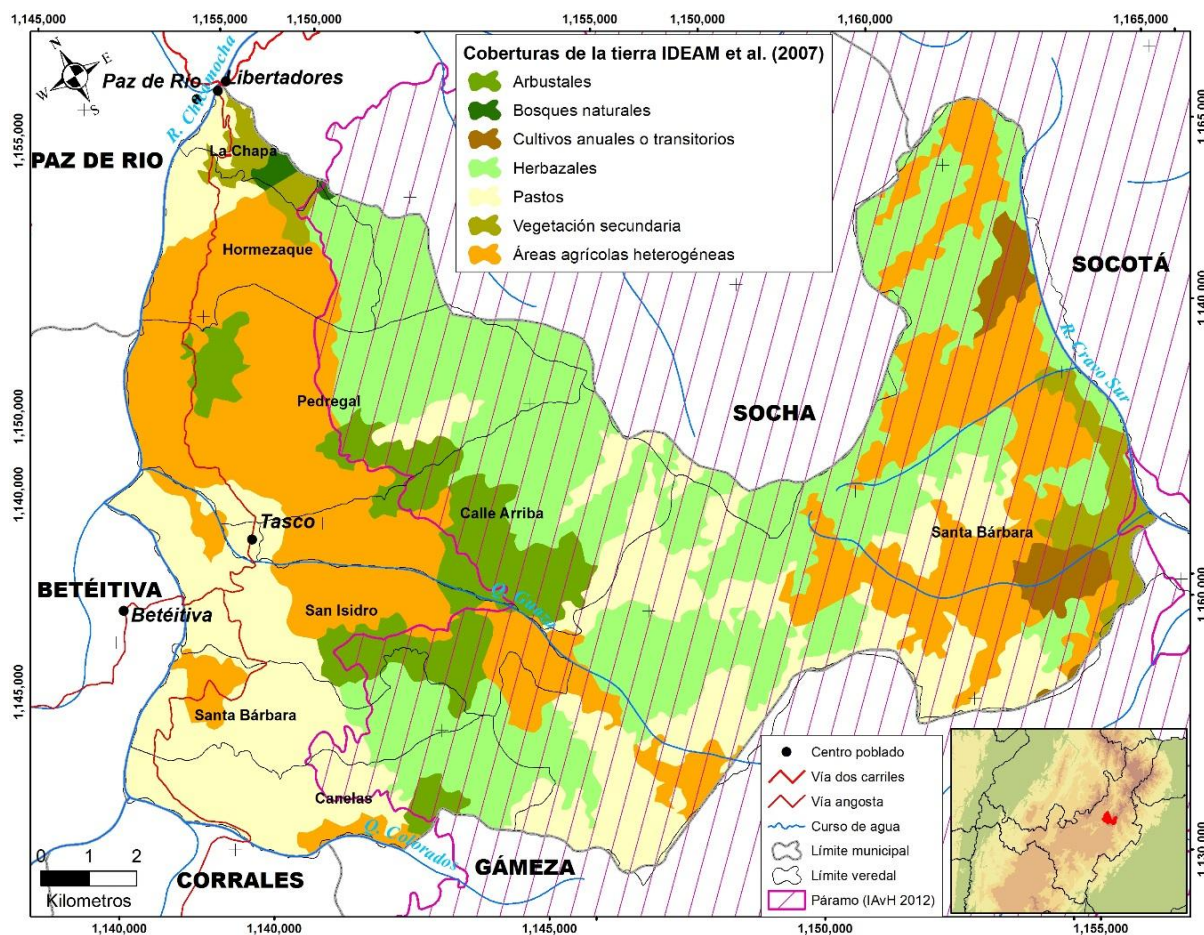 1,145,000
1,155,000
1,150,000
1,155,000
1,150,000
1,160,000
1,165,000
N
E
W
S
Coberturas de la tierra IDEAM et al. (2007)
Arbustales
Bosques naturales
Cultivos anuales o transitorios
Herbazales
Pastos
Vegetación secundaria
Áreas agrícolas heterogéneas
Paz de Rio
Libertadores
R. Chicamocha
PAZ DE RIO
La Chapa
Hormezaque
SOCOTÁ
R. Cravo Sur
Pedregal
SOCHA
Calle Arriba
Tasco
Santa Bárbara
BETÉITIVA
Betéitiva
San Isidro
Q. Guaza
Santa Bárbara
Canelas
Q. Colorados
GÁMEZA
CORRALES
0 1 2
Kilometros
Centro poblado
Vía dos carriles
Vía angosta
Curso de agua
Límite municipal
Límite veredal
Páramo (IAvH 2012)
1,155,000
1,150,000
1,140,000
1,145,000
1,165,000
1,140,000
1,160,000
1,130,000
1,140,000
1,140,000
1,145,000
1,150,000
1,155,000